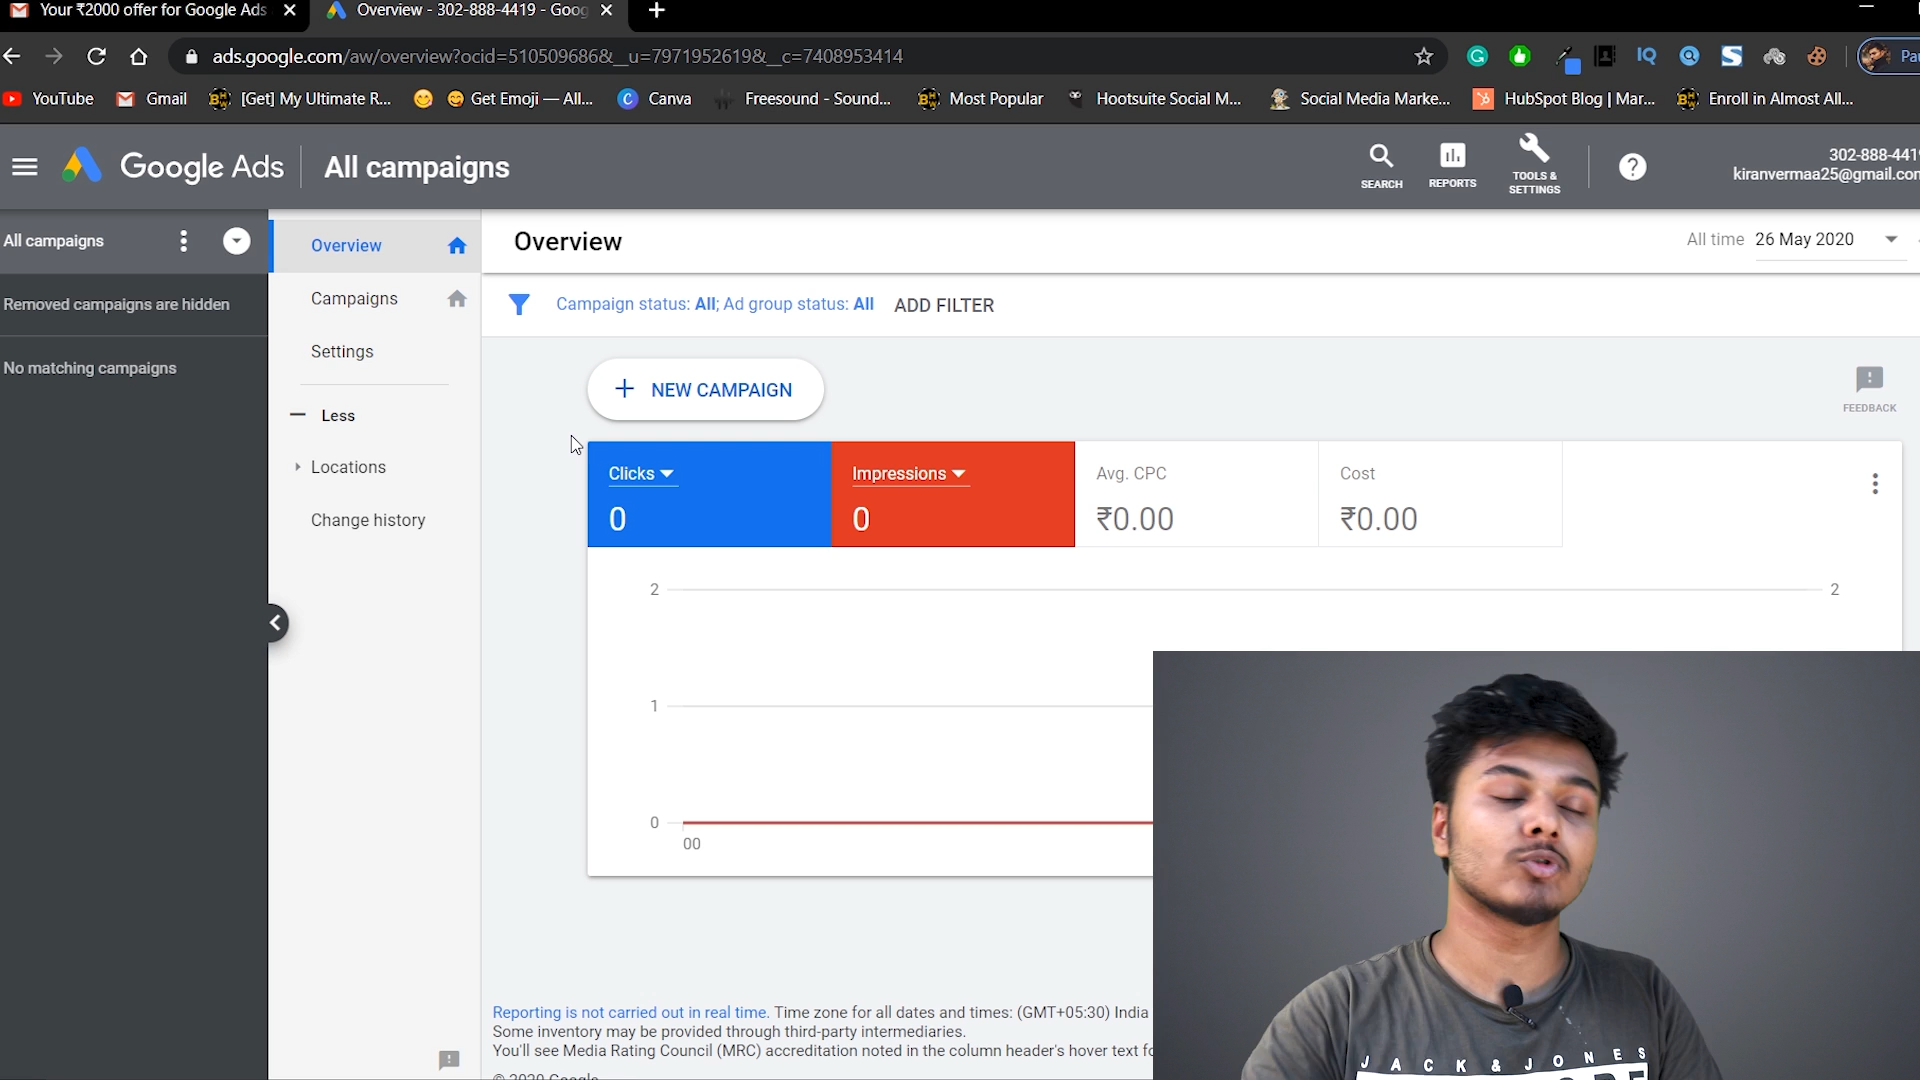 Your ₹2000 offer for Google Ads
Overview - 302-888-4419 - Goog
ads.google.com/aw/overview?ocid=510509686&__u=7971952619&__c=7408953414
YouTube
Gmail
[Get] My Ultimate R...
Get Emoji — All...
Canva
Freesound - Sound...
Most Popular
Hootsuite Social M...
Social Media Marke...
HubSpot Blog | Mar...
Enroll in Almost All...
Google Ads
All campaigns
SEARCH
REPORTS
TOOLS &
SETTINGS
302-888-4419
kiranvermaa25@gmail.com
All campaigns
Removed campaigns are hidden
No matching campaigns
Overview
Campaigns
Settings
Less
Locations
Change history
Overview
All time 26 May 2020
Campaign status: All; Ad group status: All ADD FILTER
NEW CAMPAIGN
FEEDBACK
Clicks
0
Impressions
0
Avg. CPC
₹0.00
Cost
₹0.00
2
2
1
0
00
Reporting is not carried out in real time. Time zone for all dates and times: (GMT+05:30) India
Some inventory may be provided through third-party intermediaries.
You'll see Media Rating Council (MRC) accreditation noted in the column header's hover text
© 2020 Google
JACK & JONES